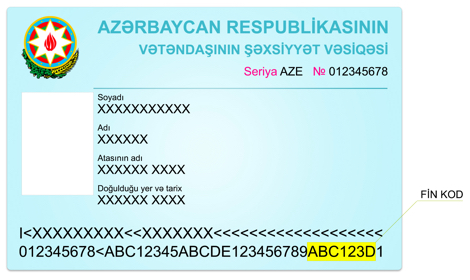 AZƏRBAYCAN RESPUBLİKASININ
VƏTƏNDAŞININ ŞƏXSİYYƏT VƏSİQƏSİ
Seriya AZE № 012345678
Soyadı
XXXXXXXXXXX
Adı
XXXXXX
Atasının adı
XXXXXX XXXX
Doğulduğu yer və tarix
XXXXXX XXXX
FİN KOD
I<XXXXXXXXX<<XXXXXXX<<<<<<<<<<<<<<<<<<<
012345678<ABC12345ABCDE123456789ABC123D1